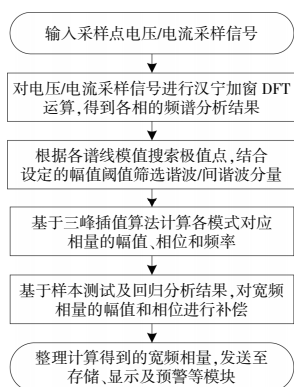 输入采样点电压/电流采样信号
对电压/电流采样信号进行汉宁加窗 DFT
运算,得到各相的频谱分析结果
根据各谱线模值搜索极值点,结合
设定的幅值阈值筛选谐波/间谐波分量
基于三峰插值算法计算各模式对应
相量的幅值、相位和频率
基于样本测试及回归分析结果,对宽频
相量的幅值和相位进行补偿
整理计算得到的宽频相量,发送至
存储、显示及预警等模块